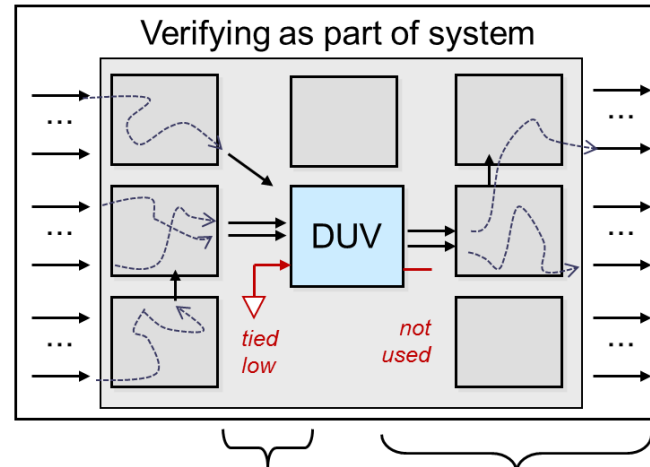 Verifying as part of system
...
...
DUV
...
...
tied
low
not
used
...
...